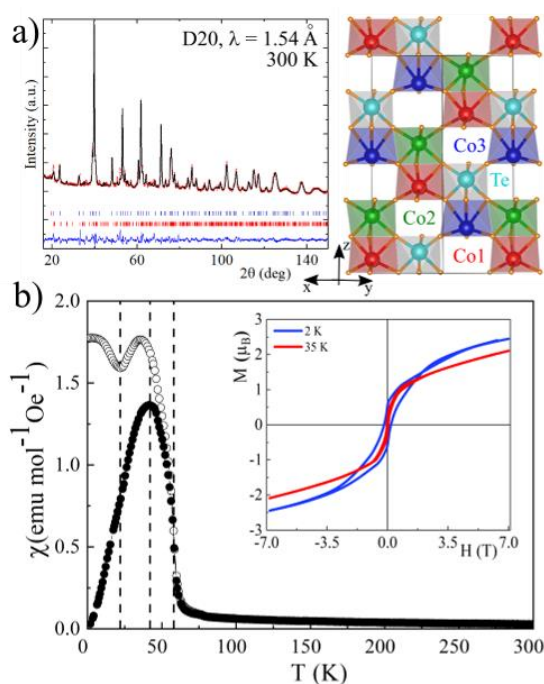 a)
D20, λ = 1.54 Å
300 K
Intensity (a.u.)
20 40 60 80 100 120 140
2θ (deg)
Co3
Te
Co2
Co1
z
x y
b)
2.0
1.5
1.0
0.5
0.0
χ(emu mol⁻¹Oe⁻¹)
0 50 100 150 200 250 300
T (K)
2 K
35 K
M (μB)
3
2
1
0
-1
-2
-3
-7.0 -3.5 0.0 3.5 7.0
H (T)